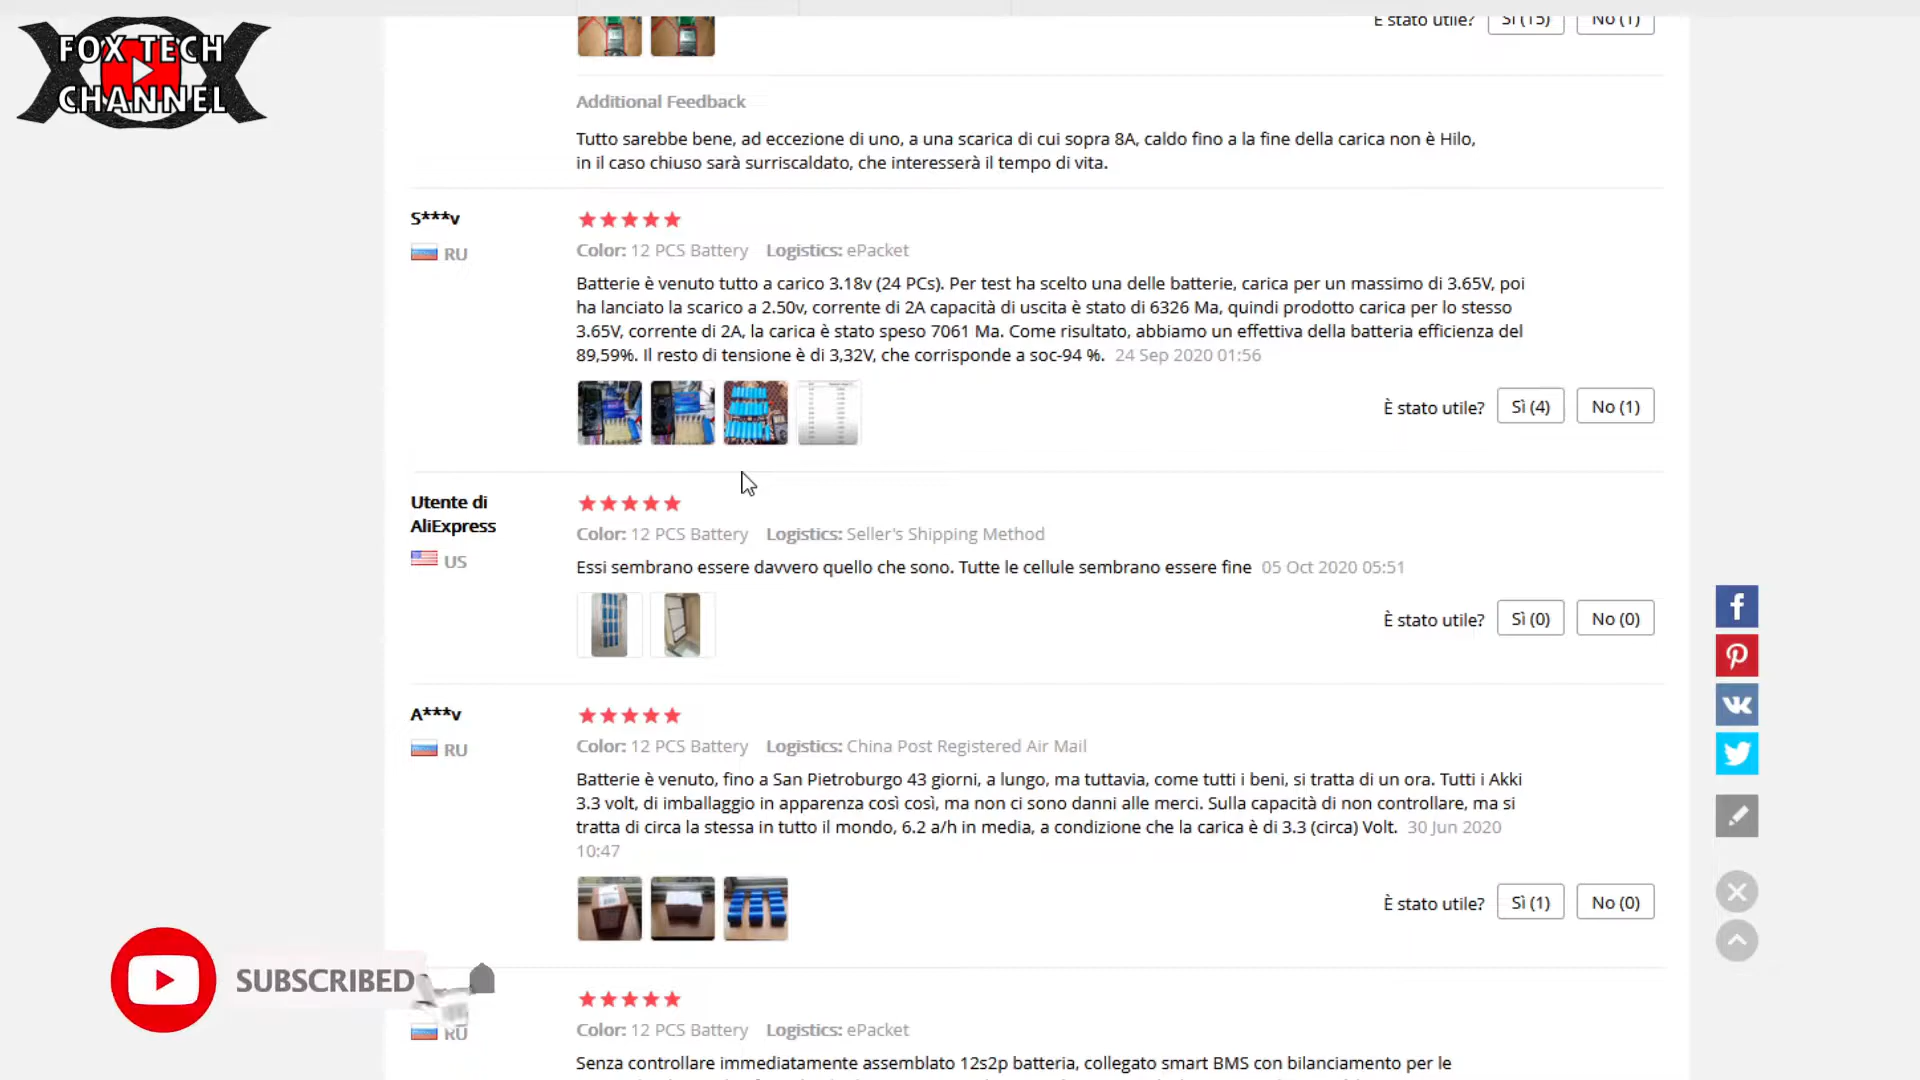 FOX TECH
CHANNEL
È stato utile? Sì (15) No (1)
Additional Feedback
Tutto sarebbe bene, ad eccezione di uno, a una scarica di cui sopra 8A, caldo fino a la fine della carica non è Hilo,
in il caso chiuso sarà surriscaldato, che interesserà il tempo di vita.
S***v
RU
Color: 12 PCS Battery Logistics: ePacket
Batterie è venuto tutto a carico 3.18v (24 PCs). Per test ha scelto una delle batterie, carica per un massimo di 3.65V, poi
ha lanciato la scarico a 2.50v, corrente di 2A capacità di uscita è stato di 6326 Ma, quindi prodotto carica per lo stesso
3.65V, corrente di 2A, la carica è stato speso 7061 Ma. Come risultato, abbiamo un effettiva della batteria efficienza del
89,59%. Il resto di tensione è di 3,32V, che corrisponde a soc-94 %. 24 Sep 2020 01:56
È stato utile? Sì (4) No (1)
Utente di
AliExpress
US
Color: 12 PCS Battery Logistics: Seller's Shipping Method
Essi sembrano essere davvero quello che sono. Tutte le cellule sembrano essere fine 05 Oct 2020 05:51
È stato utile? Sì (0) No (0)
A***v
RU
Color: 12 PCS Battery Logistics: China Post Registered Air Mail
Batterie è venuto, fino a San Pietroburgo 43 giorni, a lungo, ma tuttavia, come tutti i beni, si tratta di un ora. Tutti i Akki
3.3 volt, di imballaggio in apparenza così così, ma non ci sono danni alle merci. Sulla capacità di non controllare, ma si
tratta di circa la stessa in tutto il mondo, 6.2 a/h in media, a condizione che la carica è di 3.3 (circa) Volt. 30 Jun 2020
10:47
È stato utile? Sì (1) No (0)
SUBSCRIBED
RU
Color: 12 PCS Battery Logistics: ePacket
Senza controllare immediatamente assemblato 12s2p batteria, collegato smart BMS con bilanciamento per le